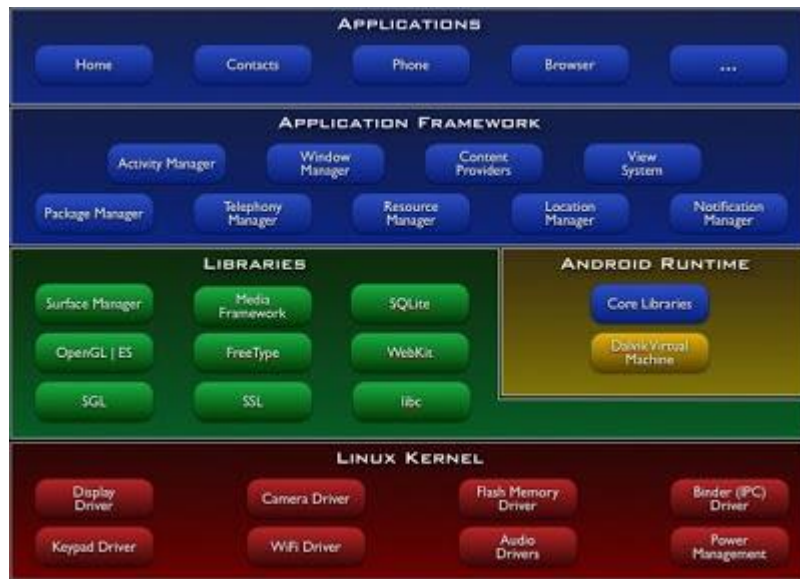 APPLICATIONS
Home
Contacts
Phone
Browser
...
APPLICATION FRAMEWORK
Activity Manager
Window
Manager
Content
Providers
View
System
Package Manager
Telephony
Manager
Resource
Manager
Location
Manager
Notification
Manager
LIBRARIES
Surface Manager
Media
Framework
SQLite
OpenGL | ES
FreeType
WebKit
SGL
SSL
libc
ANDROID RUNTIME
Core Libraries
Dalvik Virtual
Machine
LINUX KERNEL
Display
Driver
Camera Driver
Flash Memory
Driver
Binder (IPC)
Driver
Keypad Driver
WiFi Driver
Audio
Drivers
Power
Management